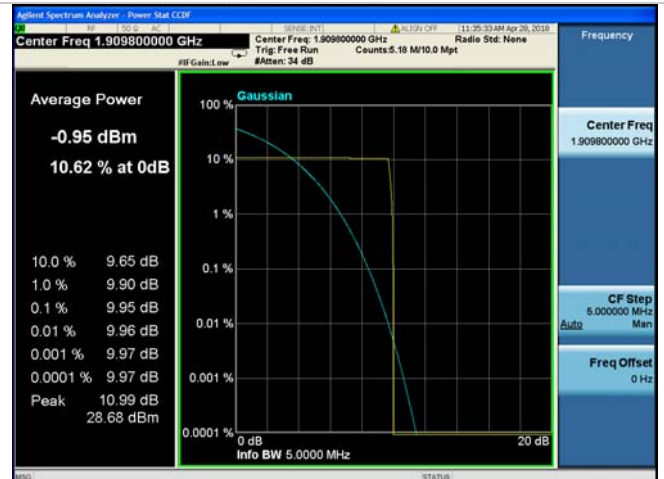 Agilent Spectrum Analyzer - Power Stat CCDF
RF 50 Ω AC SENSE:INT ALIGN OFF 11:35:33 AM Apr 28, 2018
Center Freq 1.909800000 GHz
Center Freq: 1.909800000 GHz Radio Std: None
Trig: Free Run Counts:5.18 M/10.0 Mpt
#IFGain:Low #Atten: 34 dB
Frequency
Average Power
-0.95 dBm
10.62 % at 0dB
10.0 % 9.65 dB
1.0 % 9.90 dB
0.1 % 9.95 dB
0.01 % 9.96 dB
0.001 % 9.97 dB
0.0001 % 9.97 dB
Peak 10.99 dB
28.68 dBm
Gaussian
100 %
10 %
1 %
0.1 %
0.01 %
0.001 %
0.0001 %
0 dB 20 dB
Info BW 5.0000 MHz
Center Freq
1.909800000 GHz
CF Step
5.000000 MHz
Auto Man
Freq Offset
0 Hz
MSG STATUS